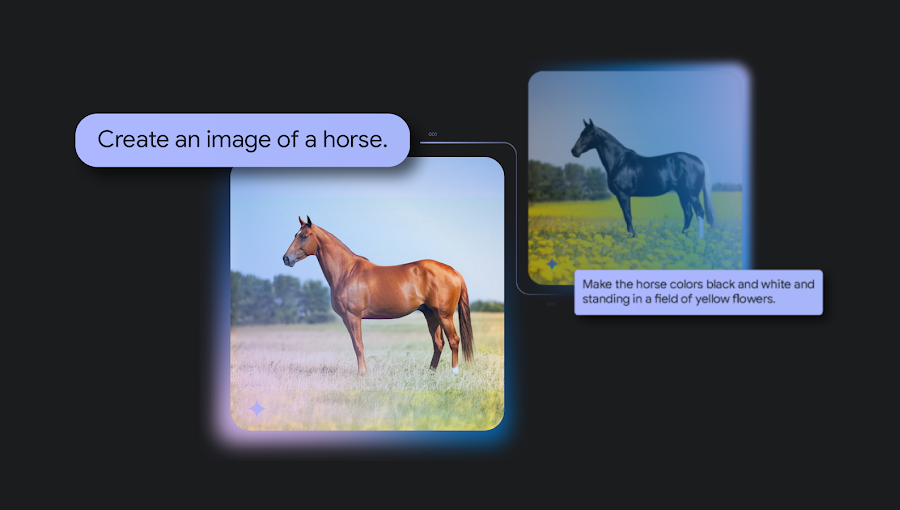 Create an image of a horse.
Make the horse colors black and white and
standing in a field of yellow flowers.